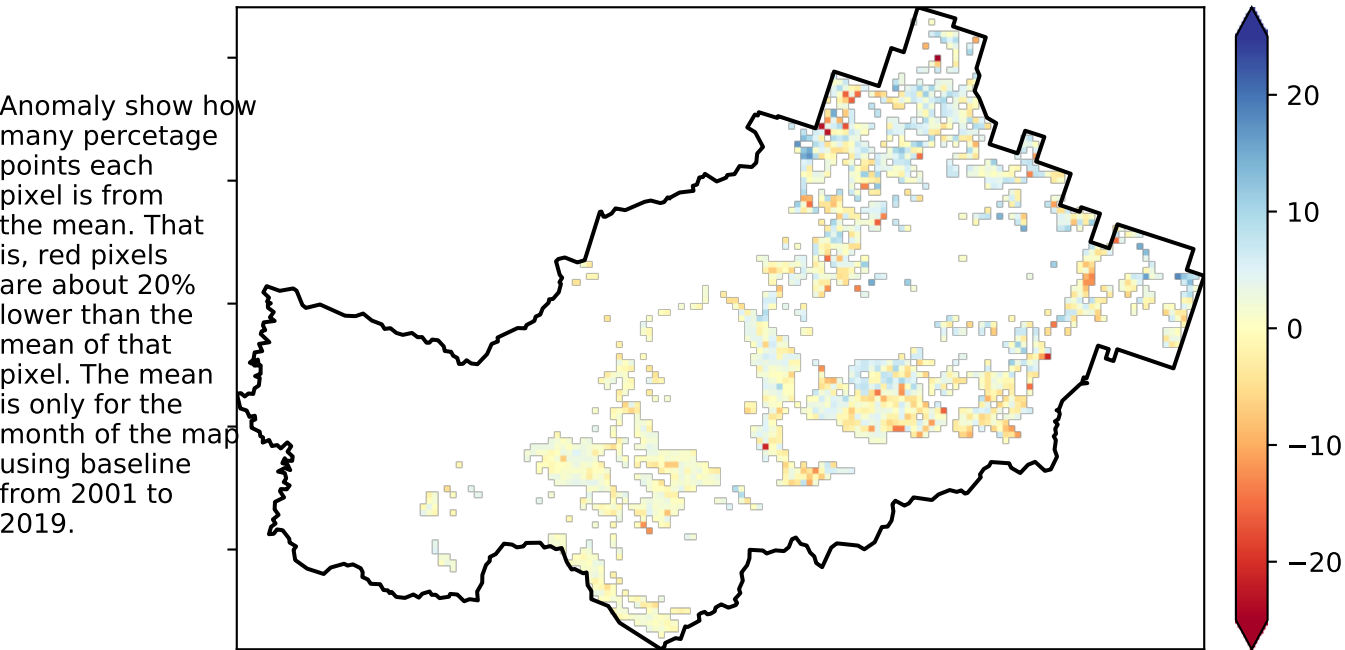 Anomaly show how
many percetage
points each
pixel is from
the mean. That
is, red pixels
are about 20%
lower than the
mean of that
pixel. The mean
is only for the
month of the map
using baseline
from 2001 to
2019.
20
10
0
−10
−20